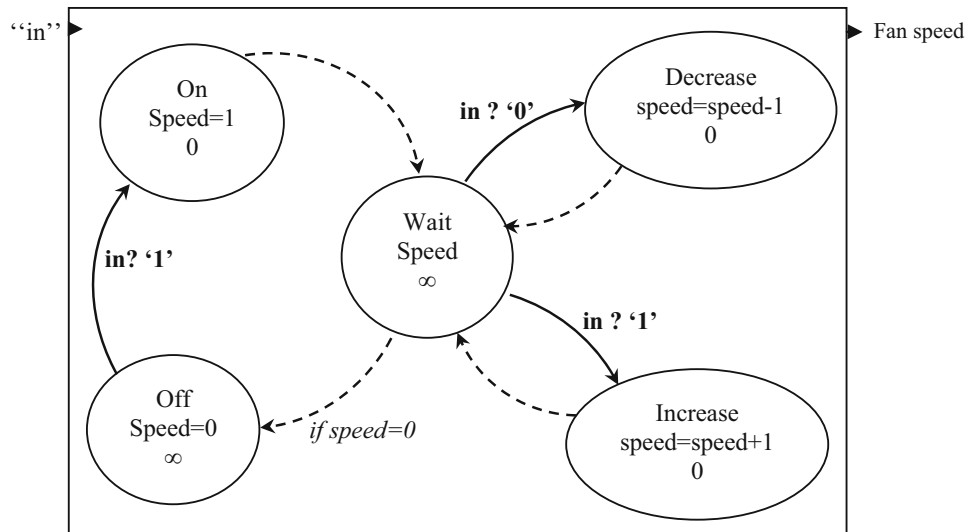 ‘‘in’’
Fan speed
On
Speed=1
0
Decrease
speed=speed-1
0
in ? ‘0’
Wait
Speed
∞
in? ‘1’
in ? ‘1’
Off
Speed=0
∞
if speed=0
Increase
speed=speed+1
0